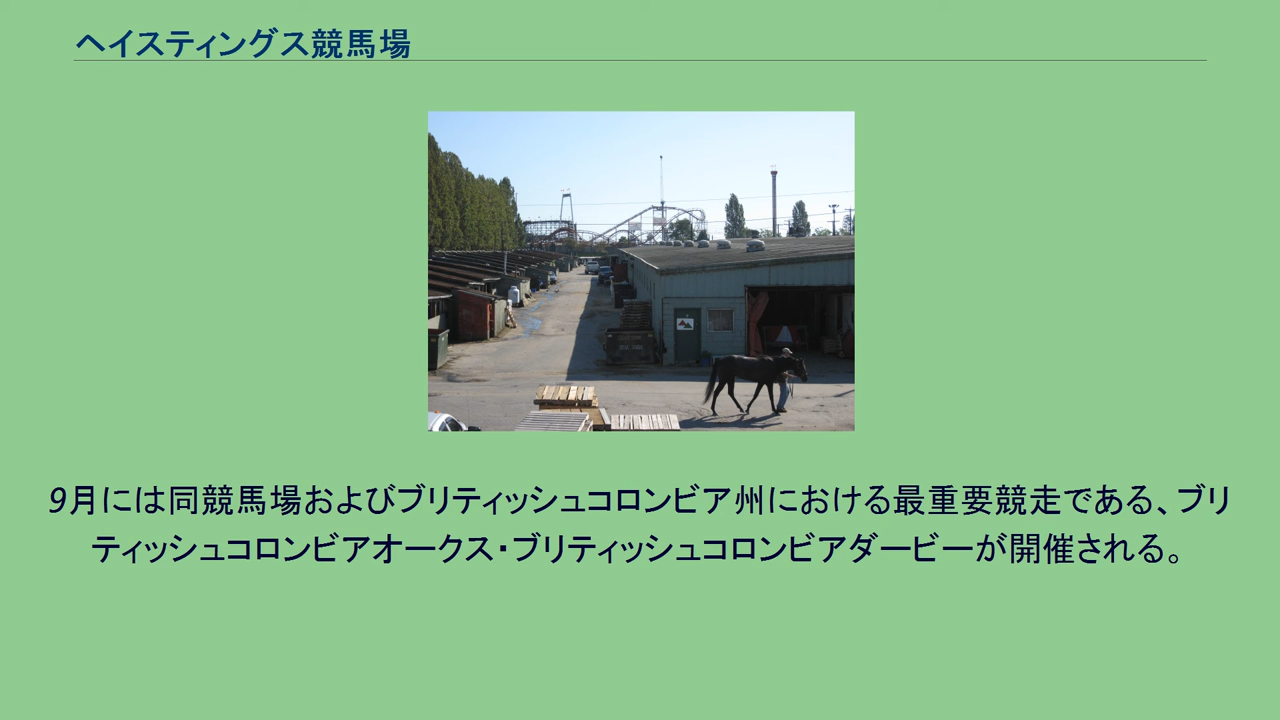 ヘイスティングス競馬場
9月には同競馬場およびブリティッシュコロンビア州における最重要競走である、ブリ
ティッシュコロンビアオークス・ブリティッシュコロンビアダービーが開催される。